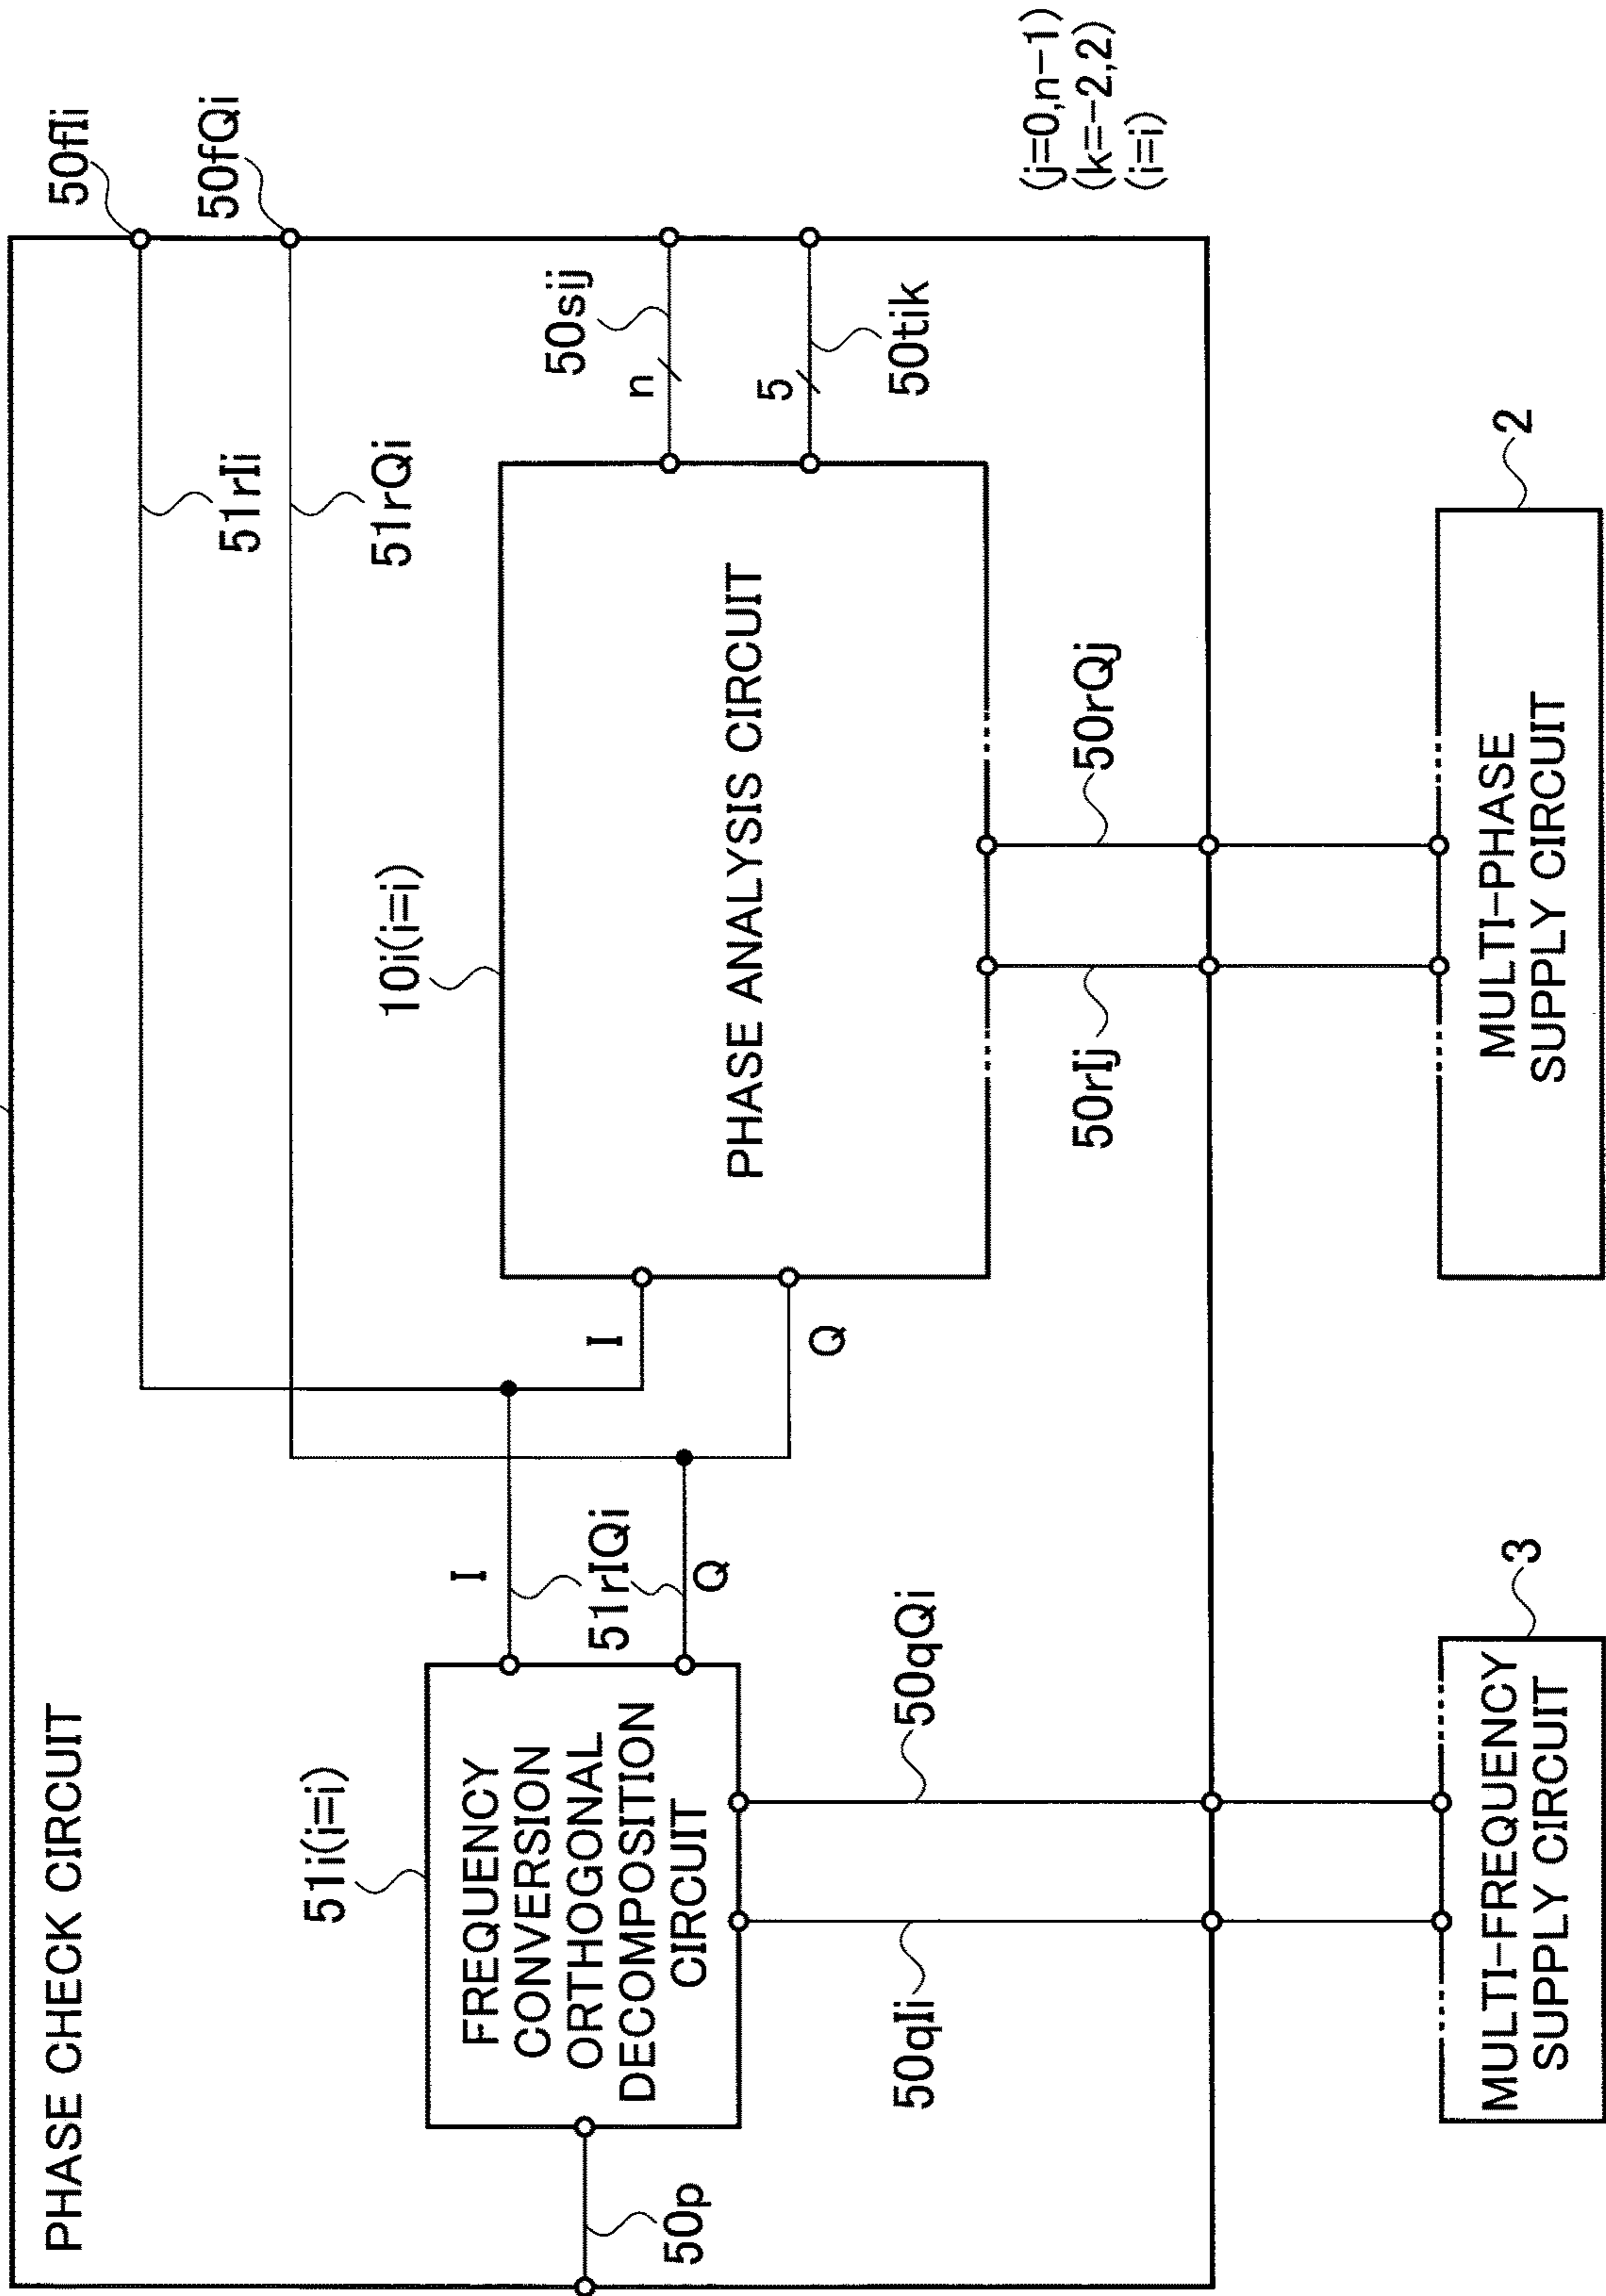 PHASE CHECK CIRCUIT
50fIi
50fQi
51rIi
51rQi
10i(i=i)
51i(i=i)
I
51rIQi
Q
I
Q
50sij
n
5
50tik
FREQUENCY
CONVERSION
ORTHOGONAL
DECOMPOSITION
CIRCUIT
PHASE ANALYSIS CIRCUIT
50p
50qIi
50qQi
50rIj
50rQj
(j=0,n-1)
(k=-2,2)
(i=i)
3
MULTI-FREQUENCY
SUPPLY CIRCUIT
2
MULTI-PHASE
SUPPLY CIRCUIT